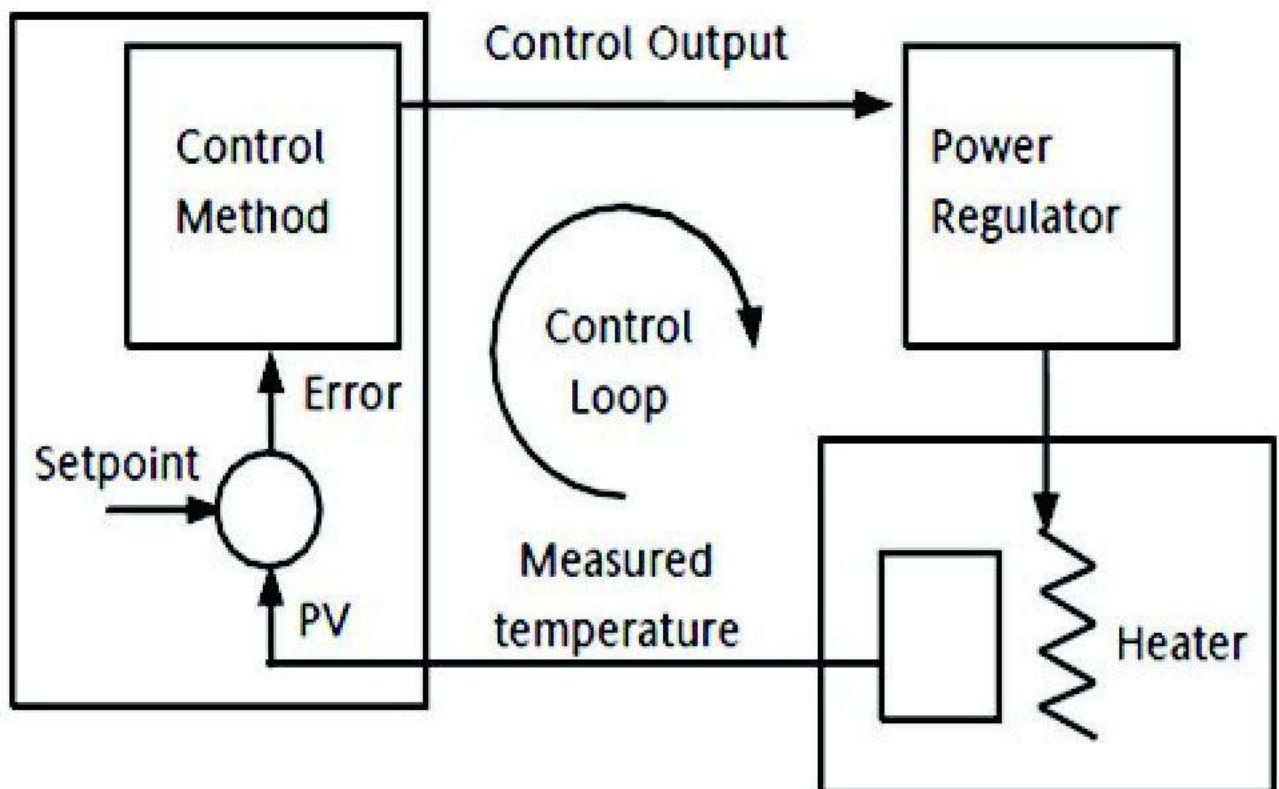 Control Output
Control
Method
Power
Regulator
Control
Loop
Error
Setpoint
Measured
temperature
PV
Heater